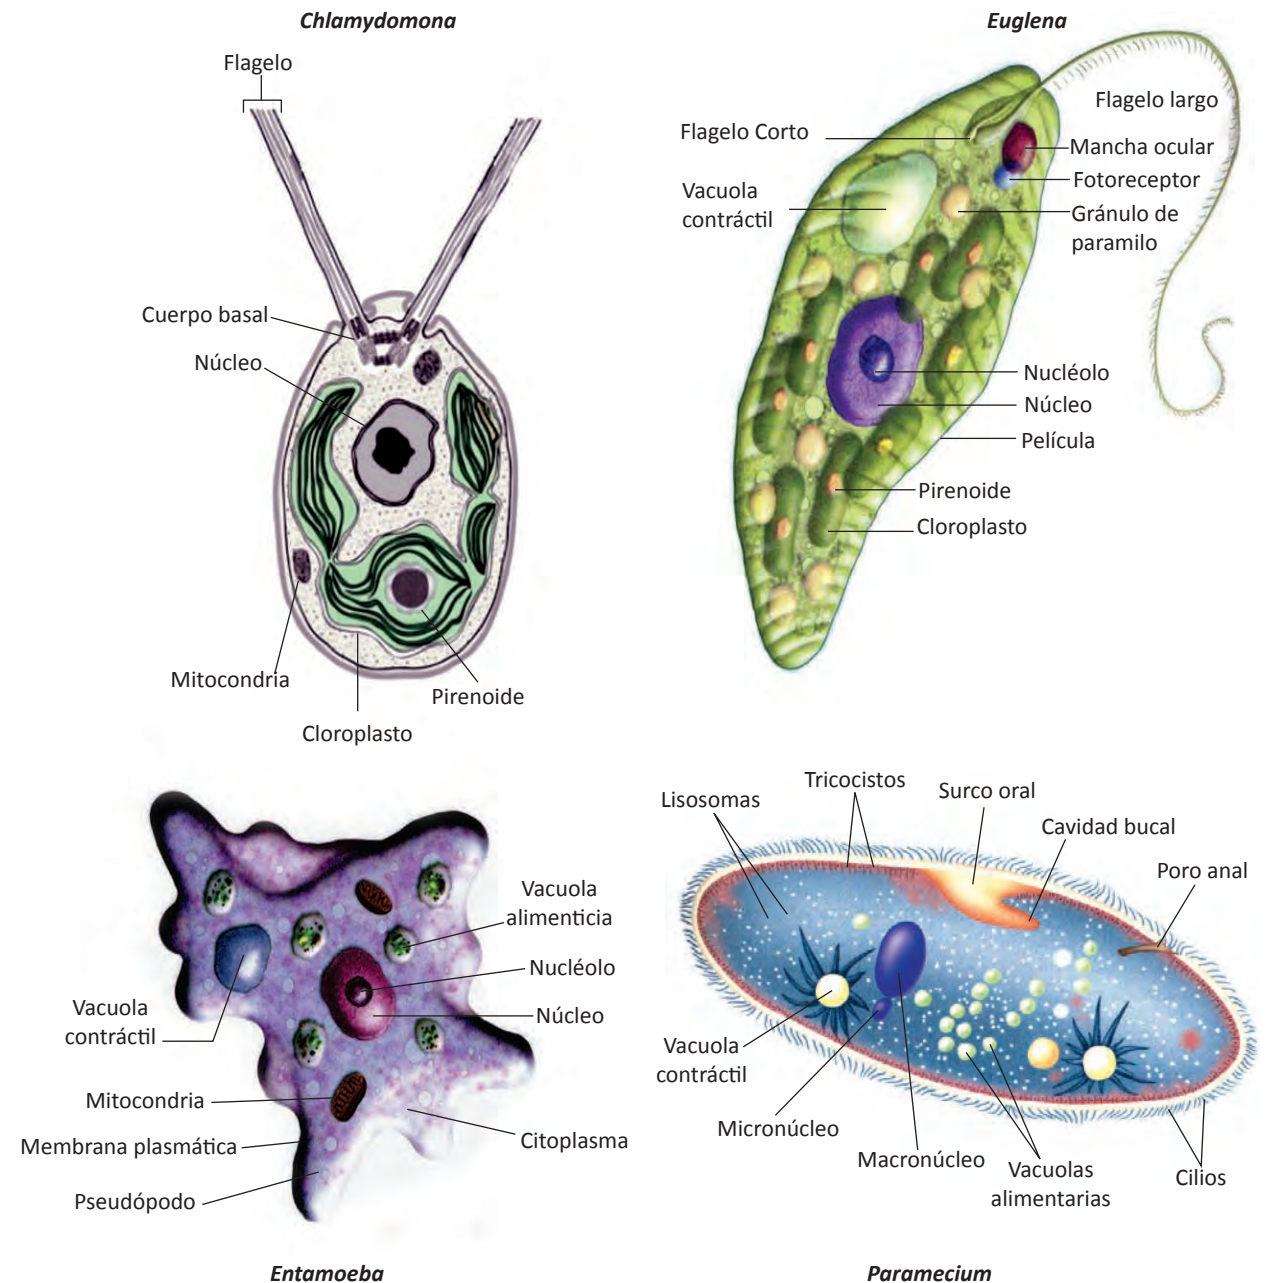 Chlamydomona
Flagelo
Cuerpo basal
Núcleo
Mitocondria
Pirenoide
Cloroplasto
Euglena
Flagelo largo
Flagelo Corto
Mancha ocular
Fotoreceptor
Vacuola
contráctil
Gránulo de
paramilo
Nucléolo
Núcleo
Película
Pirenoide
Cloroplasto
Vacuola
alimenticia
Nucléolo
Núcleo
Vacuola
contráctil
Mitocondria
Membrana plasmática
Citoplasma
Pseudópodo
Entamoeba
Tricocistos
Surco oral
Lisosomas
Cavidad bucal
Poro anal
Vacuola
contráctil
Micronúcleo
Macronúcleo
Vacuolas
alimentarias
Cilios
Paramecium